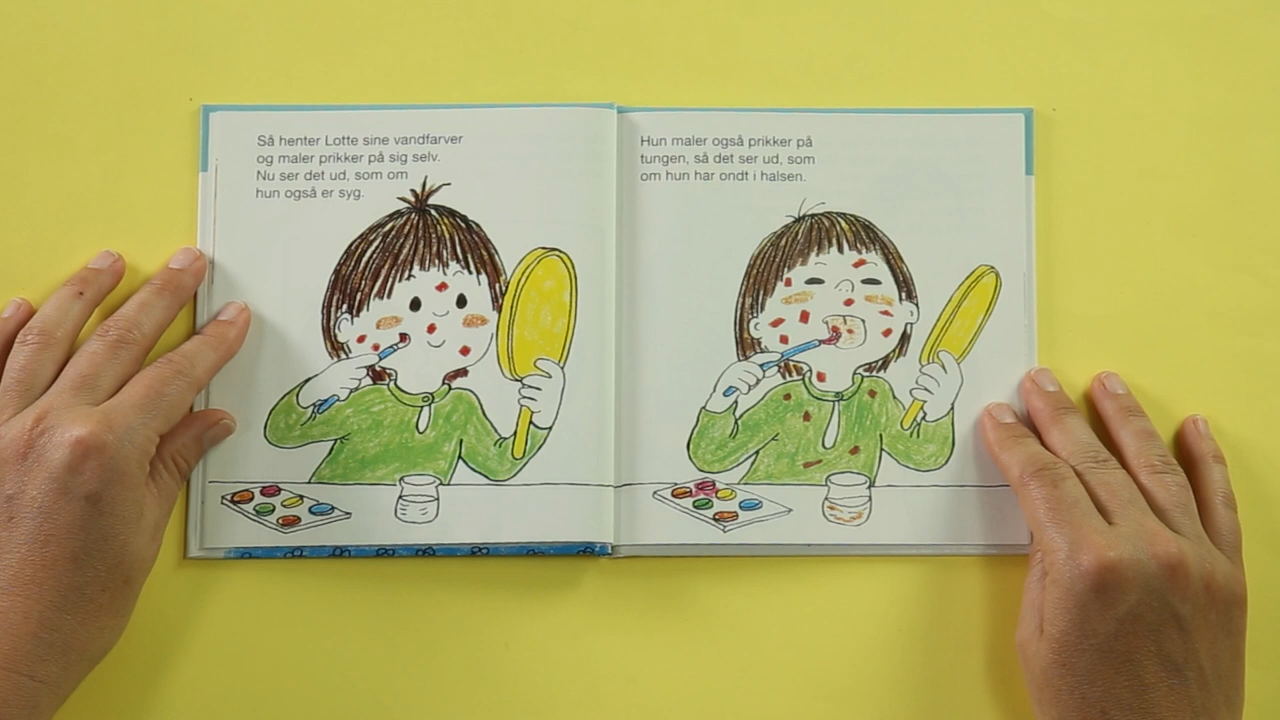 Så henter Lotte sine vandfarver
og maler prikker på sig selv.
Nu ser det ud, som om
hun også er syg.
Hun maler også prikker på
tungen, så det ser ud, som
om hun har ondt i halsen.